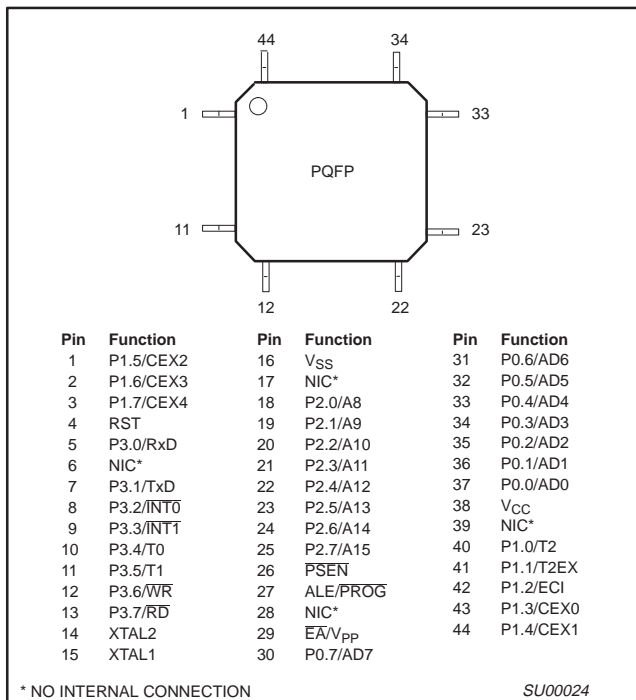 44 34
1 33
PQFP
11 23
12 22
Pin Function Pin Function Pin Function
1 P1.5/CEX2 16 VSS 31 P0.6/AD6
2 P1.6/CEX3 17 NIC* 32 P0.5/AD5
3 P1.7/CEX4 18 P2.0/A8 33 P0.4/AD4
4 RST 19 P2.1/A9 34 P0.3/AD3
5 P3.0/RxD 20 P2.2/A10 35 P0.2/AD2
6 NIC* 21 P2.3/A11 36 P0.1/AD1
7 P3.1/TxD 22 P2.4/A12 37 P0.0/AD0
8 P3.2/I̅N̅T̅0̅ 23 P2.5/A13 38 VCC
9 P3.3/I̅N̅T̅1̅ 24 P2.6/A14 39 NIC*
10 P3.4/T0 25 P2.7/A15 40 P1.0/T2
11 P3.5/T1 26 P̅S̅E̅N̅ 41 P1.1/T2EX
12 P3.6/W̅R̅ 27 ALE/P̅R̅O̅G̅ 42 P1.2/ECI
13 P3.7/R̅D̅ 28 NIC* 43 P1.3/CEX0
14 XTAL2 29 E̅A̅/VPP 44 P1.4/CEX1
15 XTAL1 30 P0.7/AD7
* NO INTERNAL CONNECTION SU00024